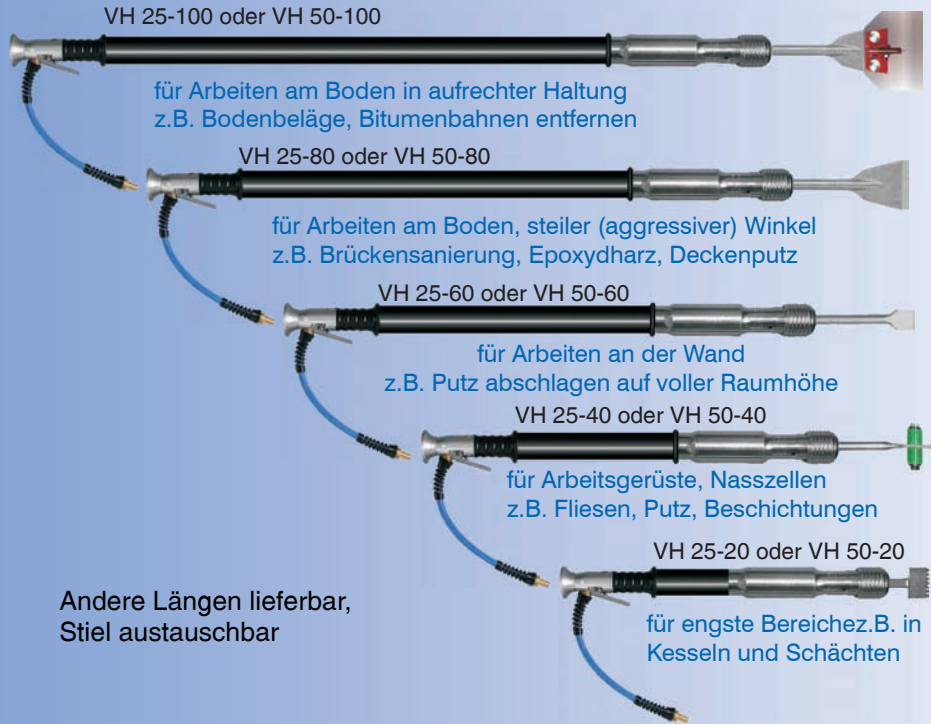 VH 25-100 oder VH 50-100
für Arbeiten am Boden in aufrechter Haltung
z.B. Bodenbeläge, Bitumenbahnen entfernen
VH 25-80 oder VH 50-80
für Arbeiten am Boden, steiler (aggressiver) Winkel
z.B. Brückensanierung, Epoxydharz, Deckenputz
VH 25-60 oder VH 50-60
für Arbeiten an der Wand
z.B. Putz abschlagen auf voller Raumhöhe
VH 25-40 oder VH 50-40
für Arbeitsgerüste, Nasszellen
z.B. Fliesen, Putz, Beschichtungen
VH 25-20 oder VH 50-20
für engste Bereichez.B. in
Kesseln und Schächten
Andere Längen lieferbar,
Stiel austauschbar